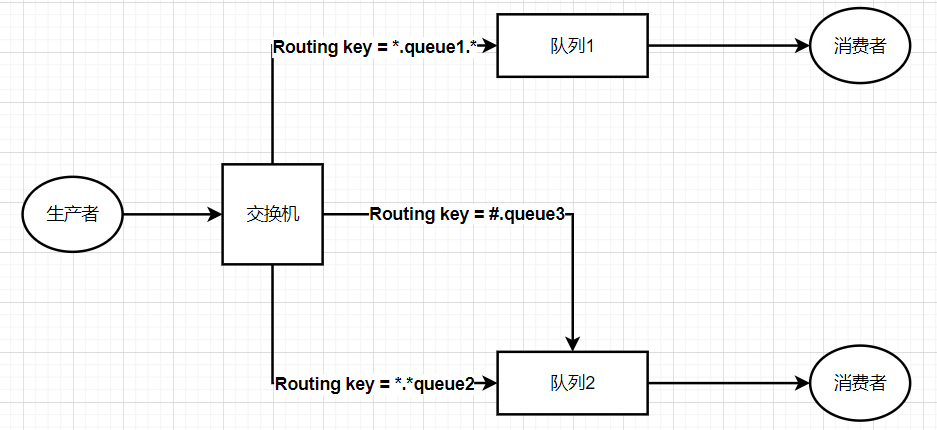 Routing key = *.queue1.*
队列1
消费者
生产者
交换机
Routing key = #.queue3
Routing key = *.*queue2
队列2
消费者